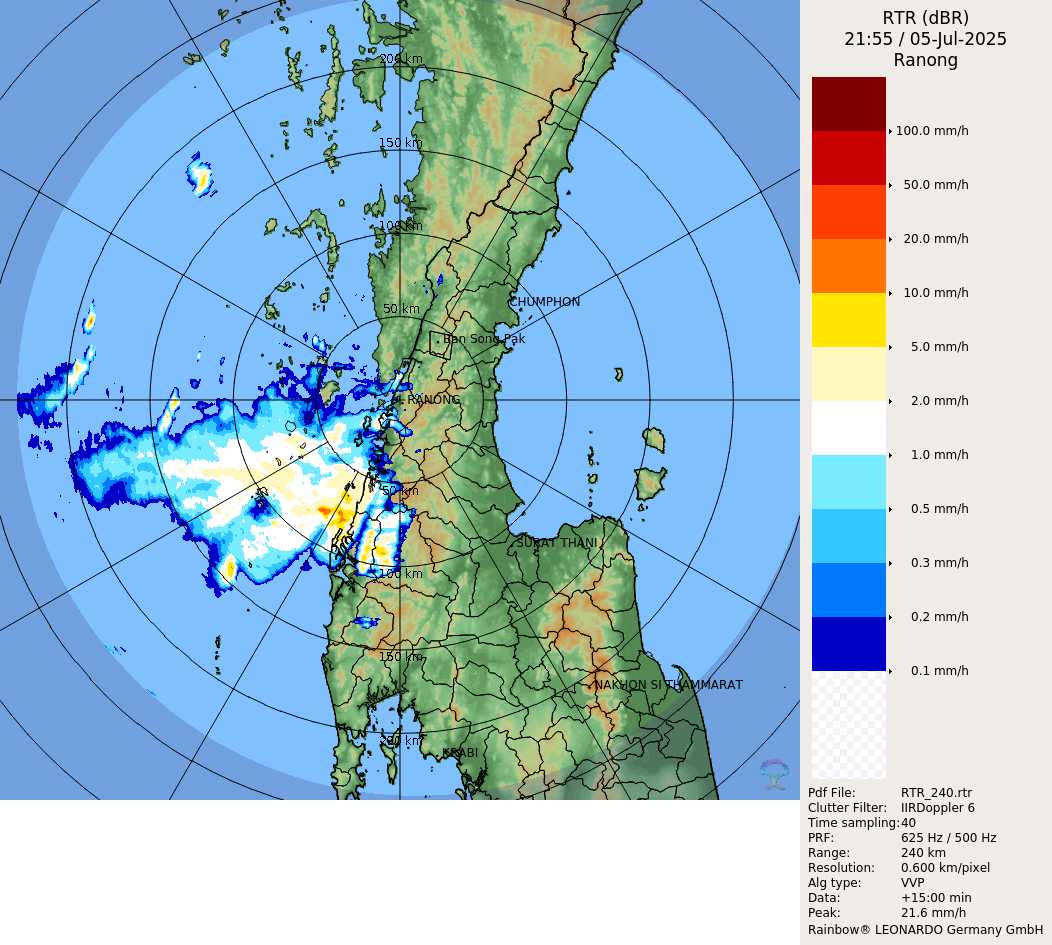 RTR (dBR)
21:55 / 05-Jul-2025
Ranong
100.0 mm/h
50.0 mm/h
20.0 mm/h
10.0 mm/h
5.0 mm/h
2.0 mm/h
1.0 mm/h
0.5 mm/h
0.3 mm/h
0.2 mm/h
0.1 mm/h
Pdf File: RTR_240.rtr
Clutter Filter: IIRDoppler 6
Time sampling: 40
PRF: 625 Hz / 500 Hz
Range: 240 km
Resolution: 0.600 km/pixel
Alg type: VVP
Data: +15:00 min
Peak: 21.6 mm/h
Rainbow® LEONARDO Germany GmbH
200 km
150 km
100 km
50 km
CHUMPHON
Ban Song Pak
RANONG
50 km
SURAT THANI
100 km
150 km
NAKHON SI THAMMARAT
200 km
KRABI